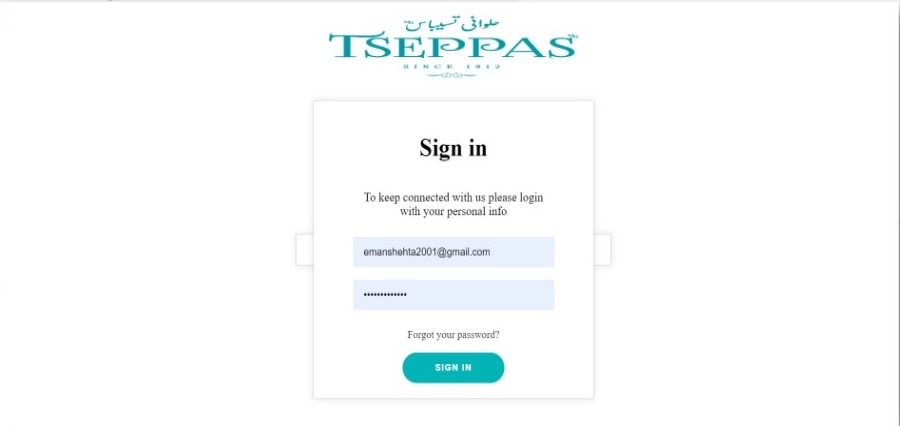 حلواني تسيباس
TSEPPAS
SINCE 1912
Sign in
To keep connected with us please login
with your personal info
emanshehta2001@gmail.com
•••••••••••••
Forgot your password?
SIGN IN